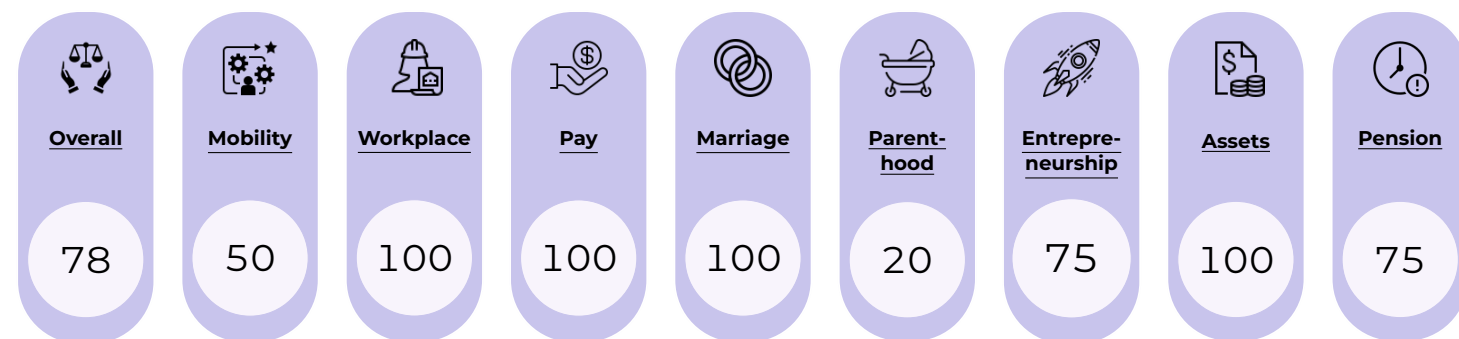 Overall
Mobility
Workplace
Pay
Marriage
Parent-
hood
Entrepre-
neurship
Assets
Pension
78
50
100
100
100
20
75
100
75